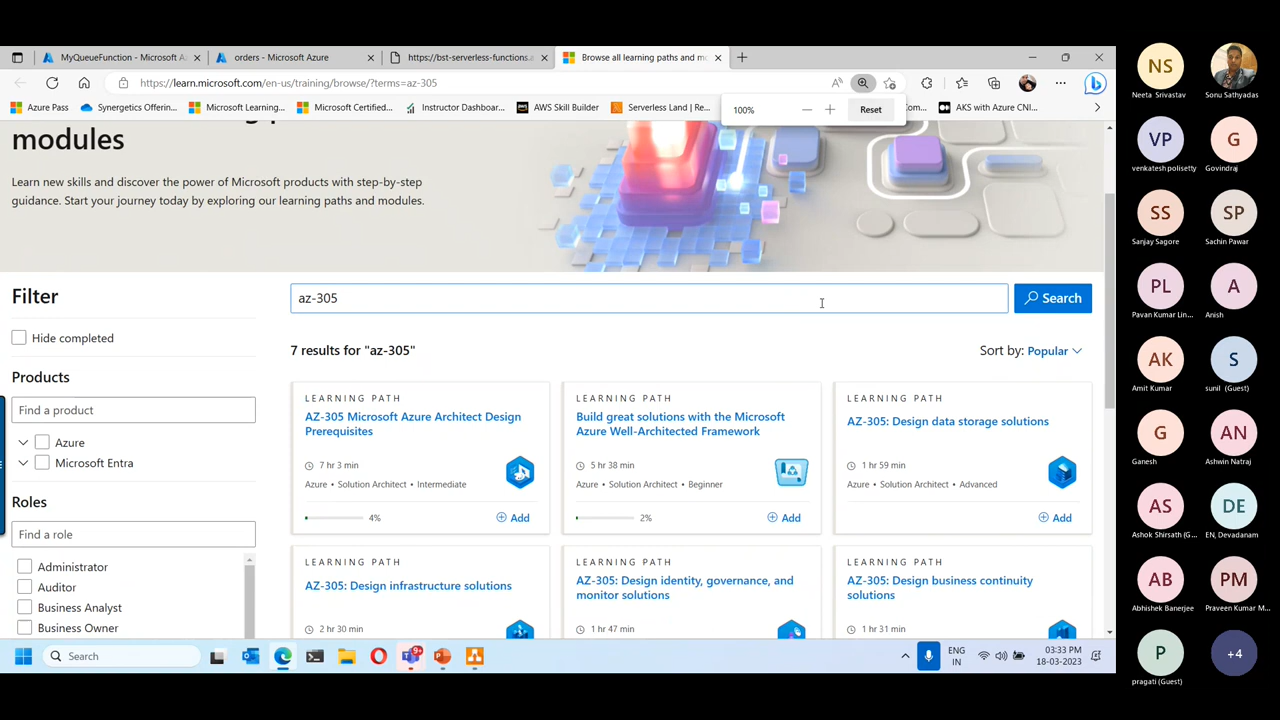 MyQueueFunction - Microsoft A
orders - Microsoft Azure
https://bst-serverless-functions.a
Browse all learning paths and mo
https://learn.microsoft.com/en-us/training/browse/?terms=az-305
Azure Pass
Synergetics Offering...
Microsoft Learning...
Microsoft Certified...
Instructor Dashboar...
AWS Skill Builder
Serverless Land | Re...
Com...
AKS with Azure CNI...
100%
Reset
modules
Learn new skills and discover the power of Microsoft products with step-by-step
guidance. Start your journey today by exploring our learning paths and modules.
Filter
Hide completed
Products
Find a product
Azure
Microsoft Entra
Roles
Find a role
Administrator
Auditor
Business Analyst
Business Owner
az-305
Search
7 results for "az-305"
Sort by: Popular
LEARNING PATH
AZ-305 Microsoft Azure Architect Design
Prerequisites
7 hr 3 min
Azure • Solution Architect • Intermediate
4%
Add
LEARNING PATH
Build great solutions with the Microsoft
Azure Well-Architected Framework
5 hr 38 min
Azure • Solution Architect • Beginner
2%
Add
LEARNING PATH
AZ-305: Design data storage solutions
1 hr 59 min
Azure • Solution Architect • Advanced
Add
LEARNING PATH
AZ-305: Design infrastructure solutions
2 hr 30 min
LEARNING PATH
AZ-305: Design identity, governance, and
monitor solutions
1 hr 47 min
LEARNING PATH
AZ-305: Design business continuity
solutions
1 hr 31 min
Search
9+
ENG
IN
03:33 PM
18-03-2023
NS
Neeta Srivastav
Sonu Sathyadas
VP
venkatesh polisetty
G
Govindraj
SS
Sanjay Sagore
SP
Sachin Pawar
PL
Pavan Kumar Lin...
A
Anish
AK
Amit Kumar
S
sunil (Guest)
G
Ganesh
AN
Ashwin Natraj
AS
Ashok Shirsath (G...
DE
EN, Devadanam
AB
Abhishek Banerjee
PM
Praveen Kumar M...
P
pragati (Guest)
+4